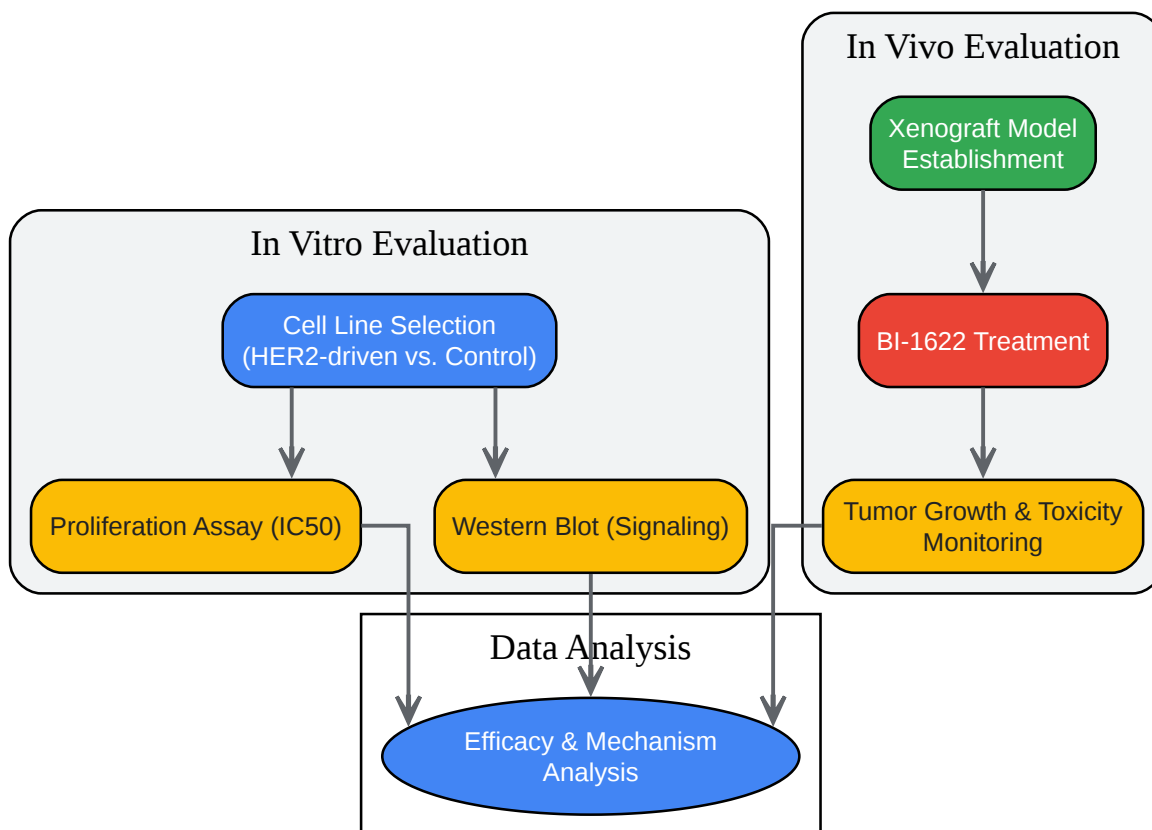 In Vitro Evaluation
Cell Line Selection
(HER2-driven vs. Control)
Proliferation Assay (IC50)
Western Blot (Signaling)
In Vivo Evaluation
Xenograft Model
Establishment
BI-1622 Treatment
Tumor Growth & Toxicity
Monitoring
Data Analysis
Efficacy & Mechanism
Analysis